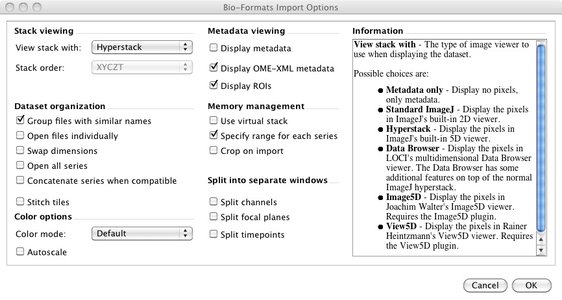 Bio-Formats Import Options
Stack viewing
View stack with: Hyperstack
Stack order: XYCZT
Dataset organization
Group files with similar names
Open files individually
Swap dimensions
Open all series
Concatenate series when compatible
Stitch tiles
Color options
Color mode: Default
Autoscale
Metadata viewing
Display metadata
Display OME-XML metadata
Display ROIs
Memory management
Use virtual stack
Specify range for each series
Crop on import
Split into separate windows
Split channels
Split focal planes
Split timepoints
Information
View stack with - The type of image viewer to
use when displaying the dataset.
Possible choices are:
• Metadata only - Display no pixels,
only metadata.
• Standard ImageJ - Display the pixels
in ImageJ's built-in 2D viewer.
• Hyperstack - Display the pixels in
ImageJ's built-in 5D viewer.
• Data Browser - Display the pixels in
LOCI's multidimensional Data Browser
viewer. The Data Browser has some
additional features on top of the normal
ImageJ hyperstack.
• Image5D - Display the pixels in
Joachim Walter's Image5D viewer.
Requires the Image5D plugin.
• View5D - Display the pixels in Rainer
Heintzmann's View5D viewer. Requires
the View5D plugin.
Cancel
OK